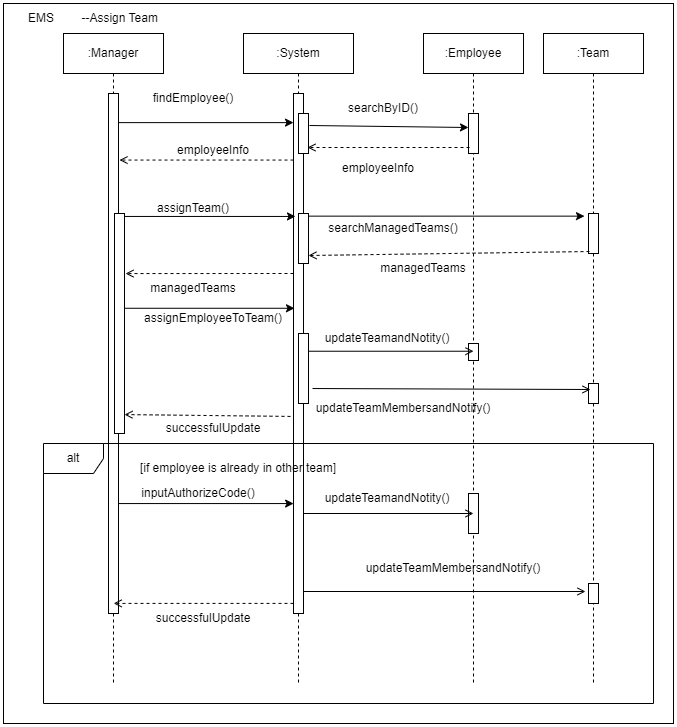 EMS --Assign Team
:Manager
:System
:Employee
:Team
findEmployee()
searchByID()
employeeInfo
employeeInfo
assignTeam()
searchManagedTeams()
managedTeams
managedTeams
assignEmployeeToTeam()
updateTeamandNotity()
updateTeamMembersandNotify()
successfulUpdate
alt
[if employee is already in other team]
inputAuthorizeCode()
updateTeamandNotity()
updateTeamMembersandNotify()
successfulUpdate